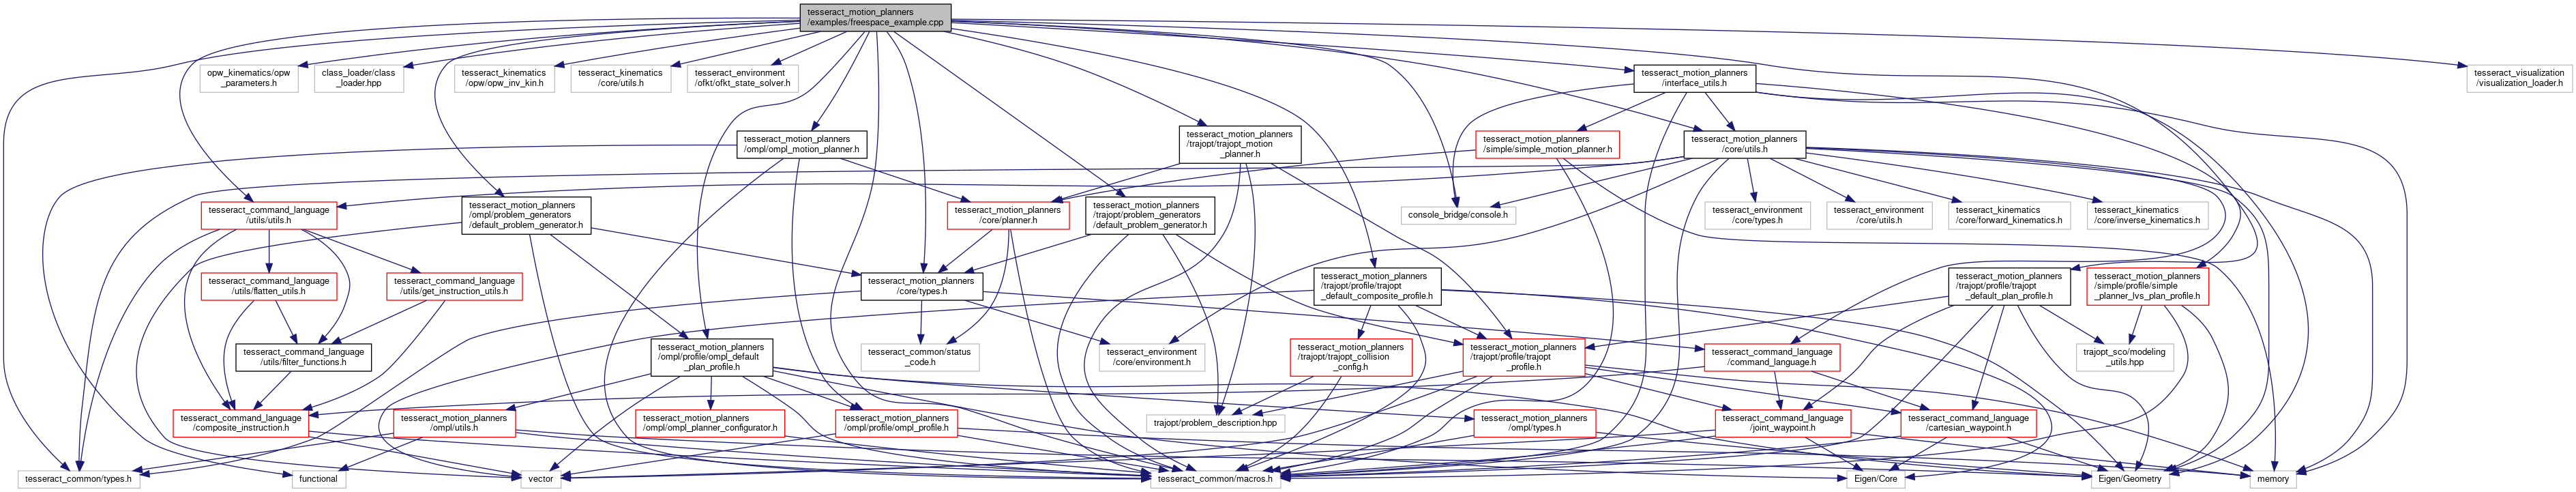 tesseract_motion_planners
/examples/freespace_example.cpp
opw_kinematics/opw
_parameters.h
class_loader/class
_loader.hpp
tesseract_kinematics
/opw/opw_inv_kin.h
tesseract_kinematics
/core/utils.h
tesseract_environment
/ofkt/ofkt_state_solver.h
tesseract_motion_planners
/interface_utils.h
tesseract_visualization
/visualization_loader.h
tesseract_motion_planners
/ompl/ompl_motion_planner.h
tesseract_motion_planners
/trajopt/trajopt_motion
_planner.h
tesseract_motion_planners
/simple/simple_motion_planner.h
tesseract_motion_planners
/core/utils.h
tesseract_command_language
/utils/utils.h
tesseract_motion_planners
/ompl/problem_generators
/default_problem_generator.h
tesseract_motion_planners
/core/planner.h
tesseract_motion_planners
/trajopt/problem_generators
/default_problem_generator.h
console_bridge/console.h
tesseract_environment
/core/types.h
tesseract_environment
/core/utils.h
tesseract_kinematics
/core/forward_kinematics.h
tesseract_kinematics
/core/inverse_kinematics.h
tesseract_command_language
/utils/flatten_utils.h
tesseract_command_language
/utils/get_instruction_utils.h
tesseract_motion_planners
/core/types.h
tesseract_motion_planners
/trajopt/profile/trajopt
_default_composite_profile.h
tesseract_motion_planners
/trajopt/profile/trajopt
_default_plan_profile.h
tesseract_motion_planners
/simple/profile/simple
_planner_lvs_plan_profile.h
tesseract_command_language
/utils/filter_functions.h
tesseract_motion_planners
/ompl/profile/ompl_default
_plan_profile.h
tesseract_common/status
_code.h
tesseract_environment
/core/environment.h
tesseract_motion_planners
/trajopt/trajopt_collision
_config.h
tesseract_motion_planners
/trajopt/profile/trajopt
_profile.h
tesseract_command_language
/command_language.h
trajopt_sco/modeling
_utils.hpp
tesseract_command_language
/composite_instruction.h
tesseract_motion_planners
/ompl/utils.h
tesseract_motion_planners
/ompl/ompl_planner_configurator.h
tesseract_motion_planners
/ompl/profile/ompl_profile.h
trajopt/problem_description.hpp
tesseract_motion_planners
/ompl/types.h
tesseract_command_language
/joint_waypoint.h
tesseract_command_language
/cartesian_waypoint.h
tesseract_common/types.h
functional
vector
tesseract_common/macros.h
Eigen/Core
Eigen/Geometry
memory